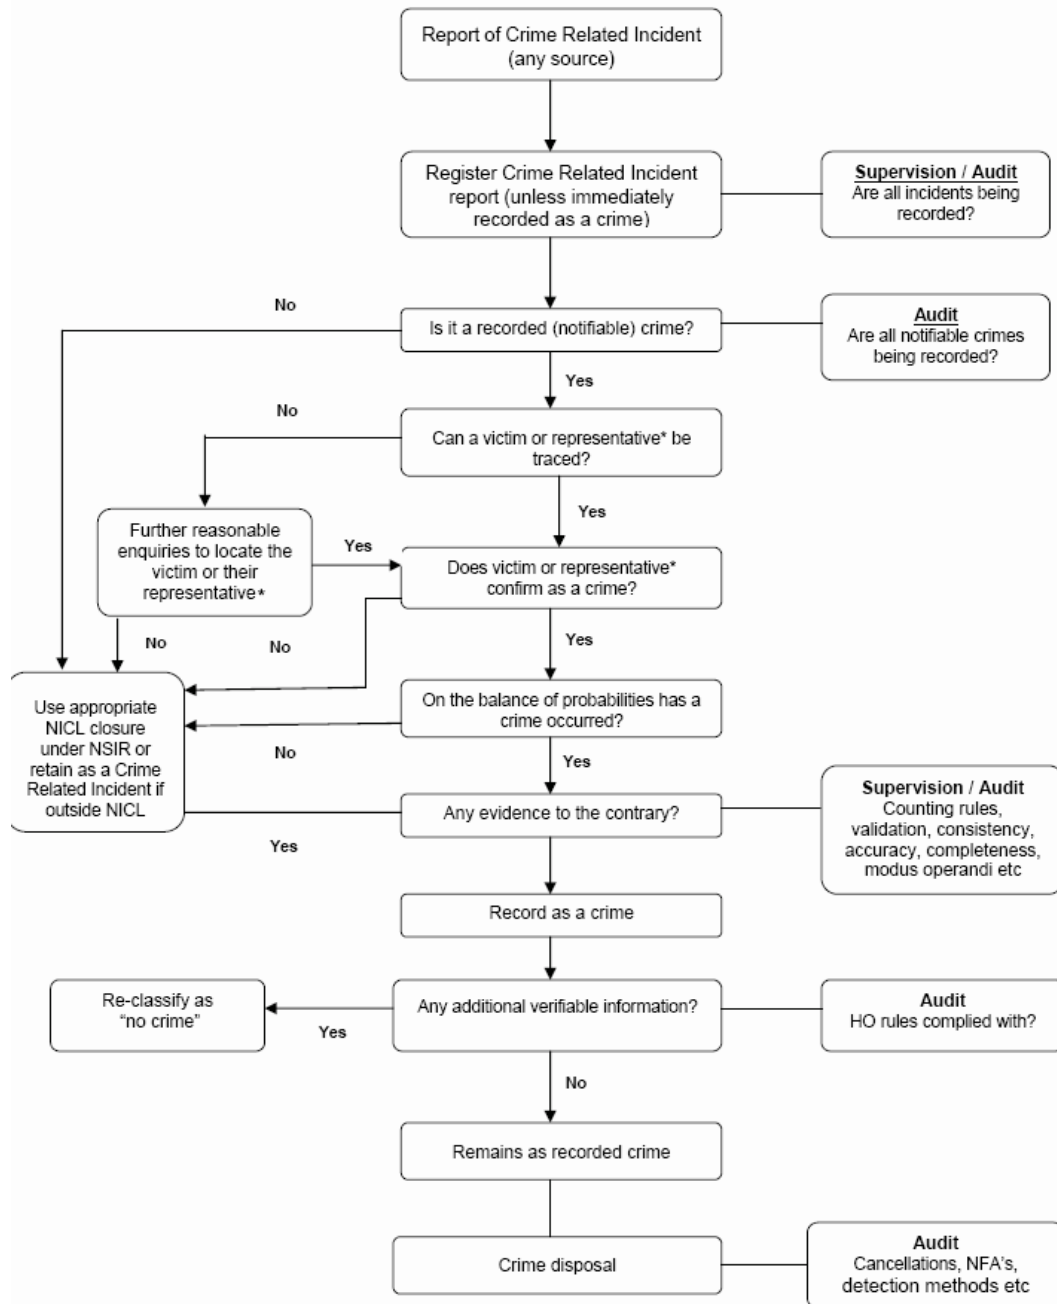 Report of Crime Related Incident
(any source)
Register Crime Related Incident
report (unless immediately
recorded as a crime)
Supervision / Audit
Are all incidents being
recorded?
No
Is it a recorded (notifiable) crime?
Audit
Are all notifiable crimes
being recorded?
Yes
No
Can a victim or representative* be
traced?
Yes
Further reasonable
enquiries to locate the
victim or their
representative*
Yes
Does victim or representative*
confirm as a crime?
No
No
Yes
Use appropriate
NICL closure
under NSIR or
retain as a Crime
Related Incident if
outside NICL
On the balance of probabilities has a
crime occurred?
No
Yes
Any evidence to the contrary?
Yes
Supervision / Audit
Counting rules,
validation, consistency,
accuracy, completeness,
modus operandi etc
Record as a crime
Re-classify as
“no crime”
Yes
Any additional verifiable information?
Audit
HO rules complied with?
No
Remains as recorded crime
Crime disposal
Audit
Cancellations, NFA's,
detection methods etc